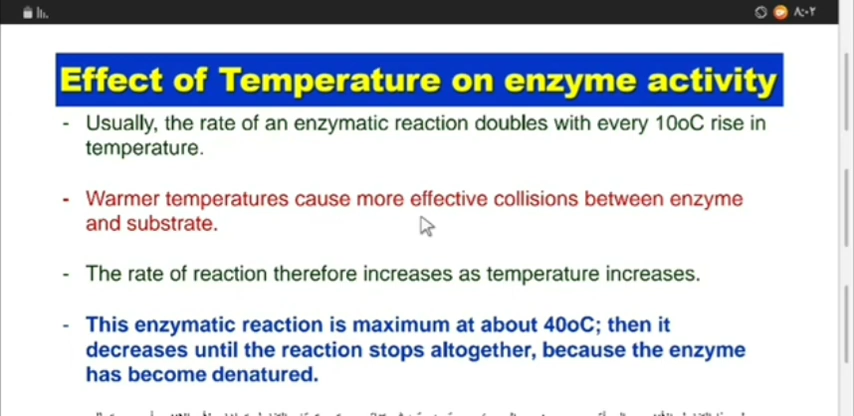 ٨:٠٢
Effect of Temperature on enzyme activity
- Usually, the rate of an enzymatic reaction doubles with every 10oC rise in
temperature.
- Warmer temperatures cause more effective collisions between enzyme
and substrate.
- The rate of reaction therefore increases as temperature increases.
- This enzymatic reaction is maximum at about 40oC; then it
decreases until the reaction stops altogether, because the enzyme
has become denatured.